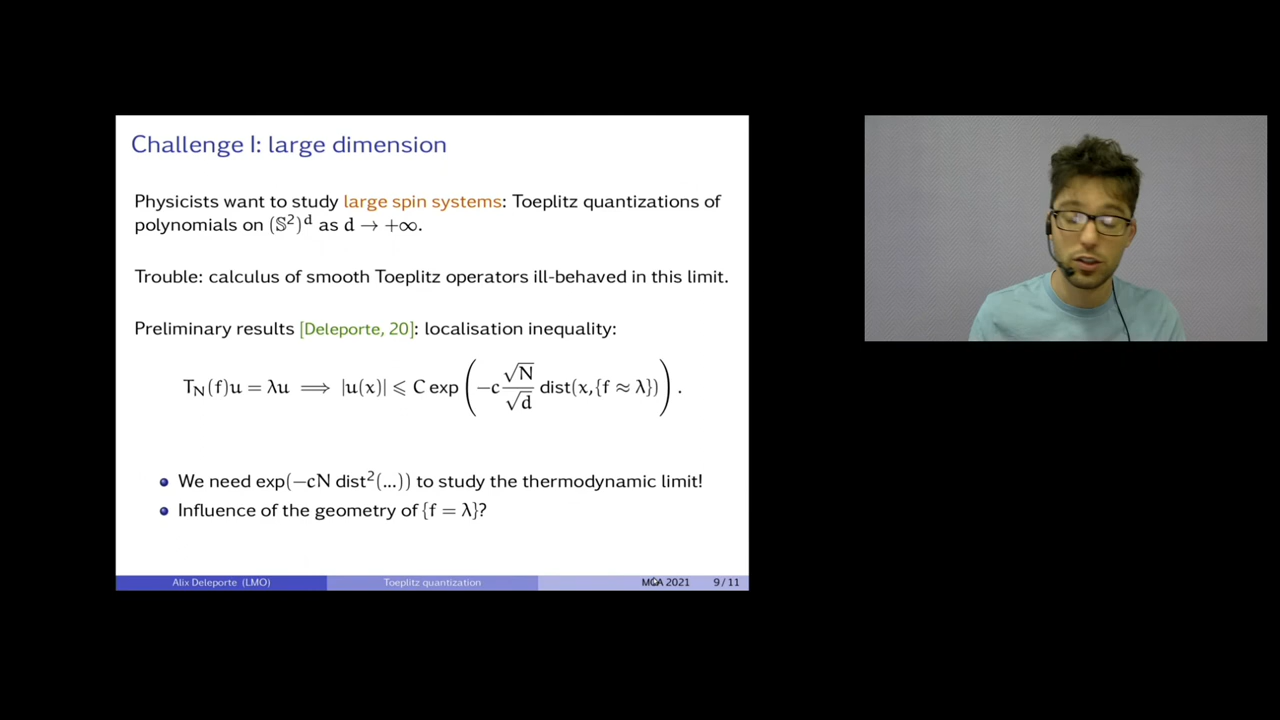 Challenge I: large dimension
Physicists want to study large spin systems: Toeplitz quantizations of
polynomials on (𝕊²)ᵈ as d → +∞.
Trouble: calculus of smooth Toeplitz operators ill-behaved in this limit.
Preliminary results [Deleporte, 20]: localisation inequality:
T_N(f)u = λu ⟹ |u(x)| ⩽ C exp(−c √N/√d dist(x, {f ≈ λ})).
We need exp(−cN dist²(...)) to study the thermodynamic limit!
Influence of the geometry of {f = λ}?
Alix Deleporte (LMO) Toeplitz quantization MCA 2021 9 / 11